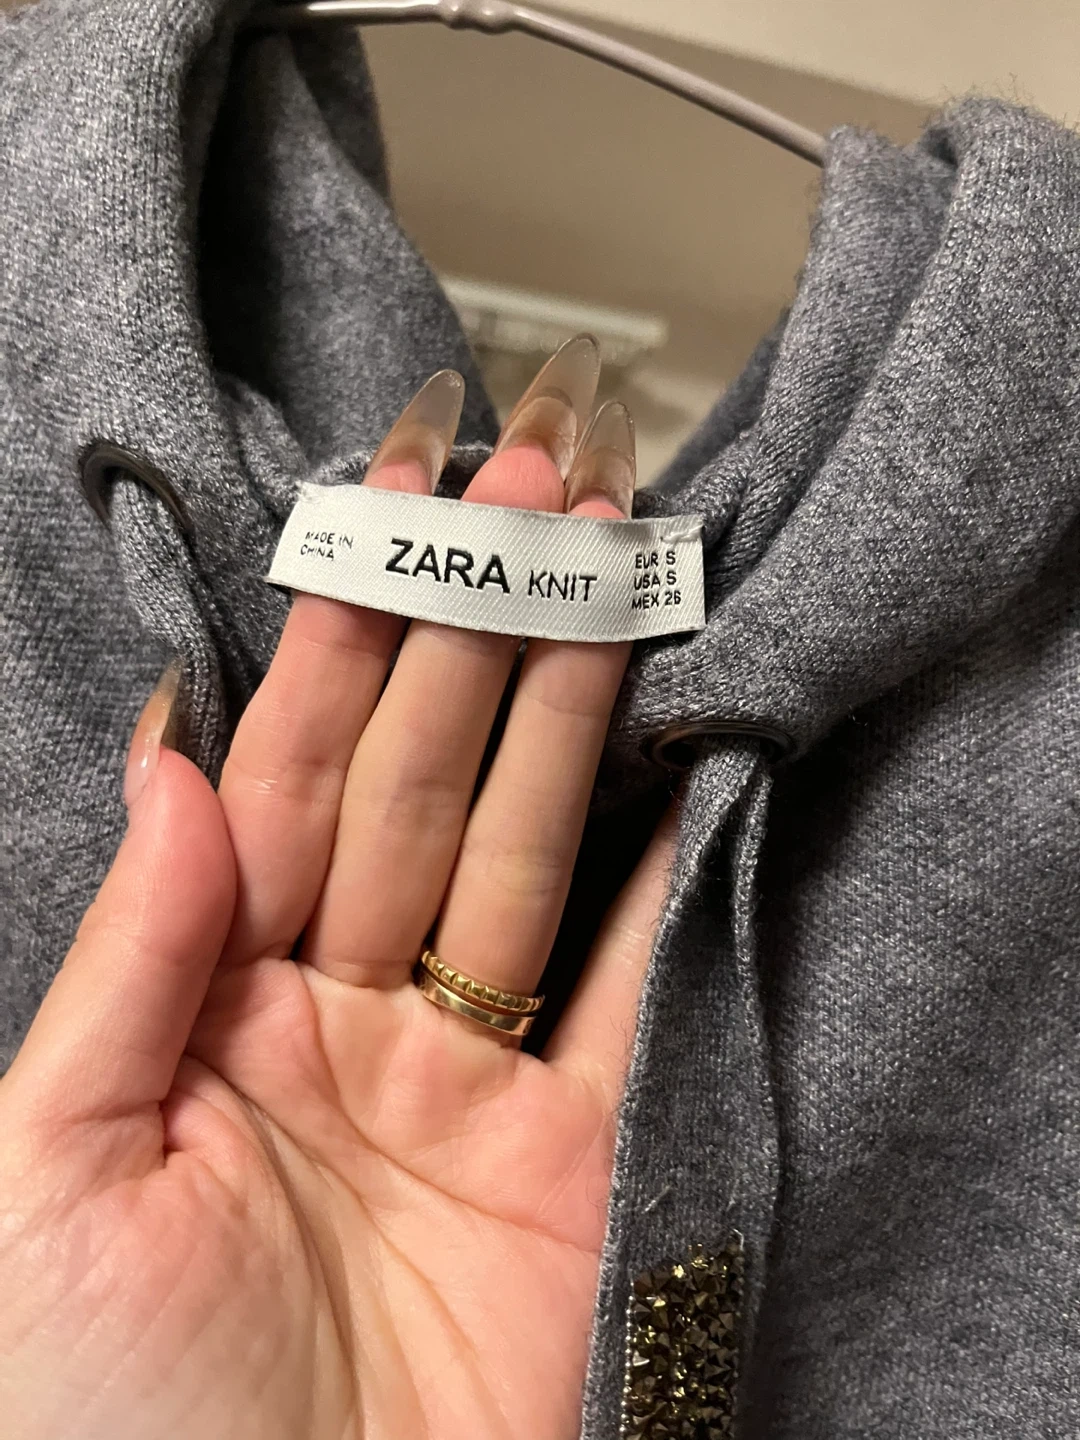 MADE IN
CHINA
ZARA KNIT
EUR S
USA S
MEX 26